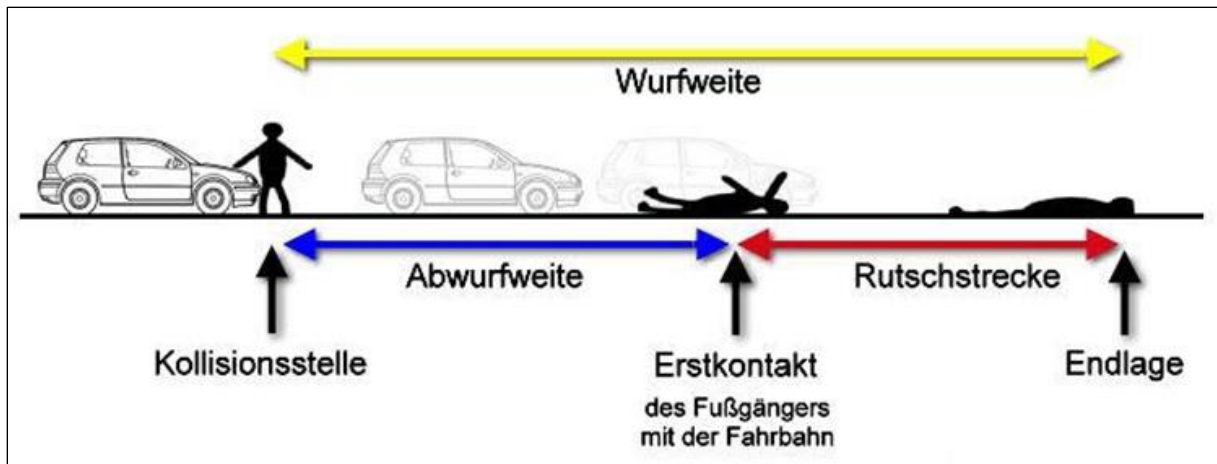 Wurfweite
Abwurfweite
Rutschstrecke
Kollisionsstelle
Erstkontakt
des Fußgängers
mit der Fahrbahn
Endlage